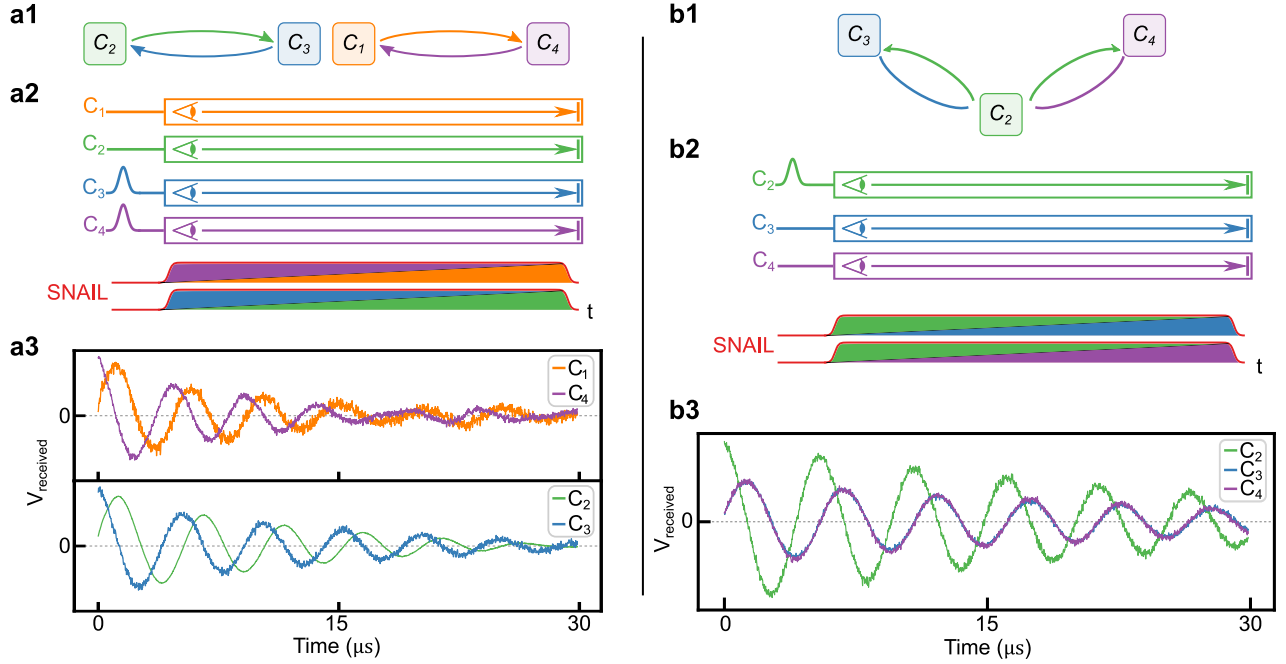 a1
C2 C3 C1 C4
a2
C1
C2
C3
C4
SNAIL
t
a3
C1
C4
0
Vreceived
C2
C3
0
0 15 30
Time (μs)
b1
C3 C4
C2
b2
C2
C3
C4
SNAIL
t
b3
C2
C3
C4
0
Vreceived
0 15 30
Time (μs)